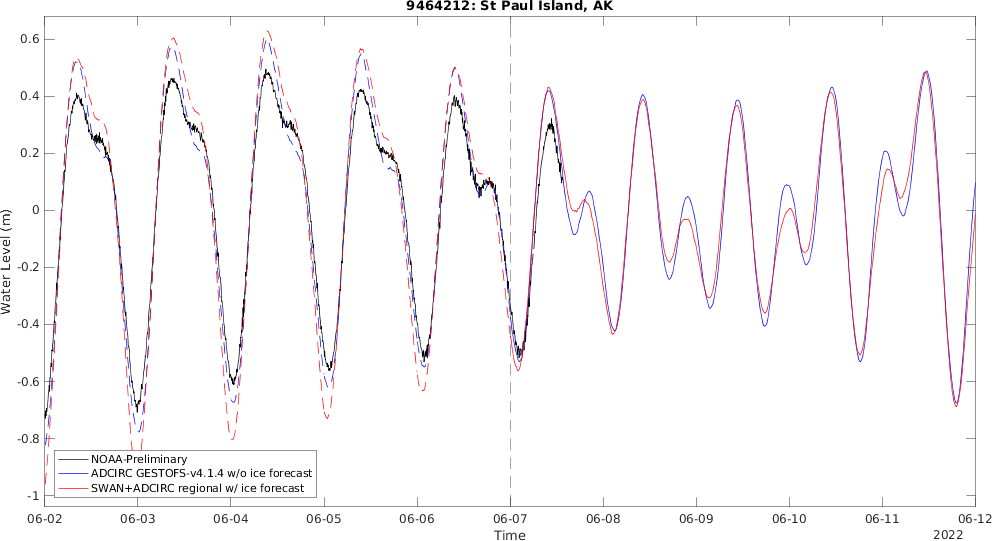 9464212: St Paul Island, AK
0.6
0.4
0.2
0
-0.2
-0.4
-0.6
-0.8
-1
Water Level (m)
NOAA-Preliminary
ADCIRC GESTOFS-v4.1.4 w/o ice forecast
SWAN+ADCIRC regional w/ ice forecast
06-02 06-03 06-04 06-05 06-06 06-07 06-08 06-09 06-10 06-11 06-12
Time
2022